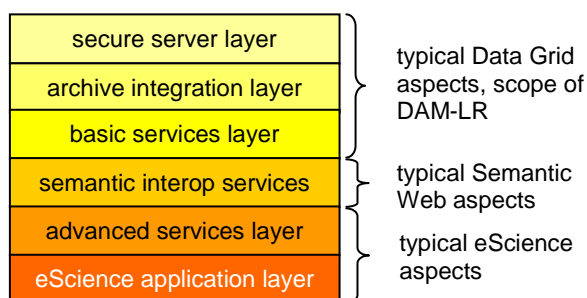 secure server layer
archive integration layer
basic services layer
semantic interop services
advanced services layer
eScience application layer
typical Data Grid
aspects, scope of
DAM-LR
typical Semantic
Web aspects
typical eScience
aspects